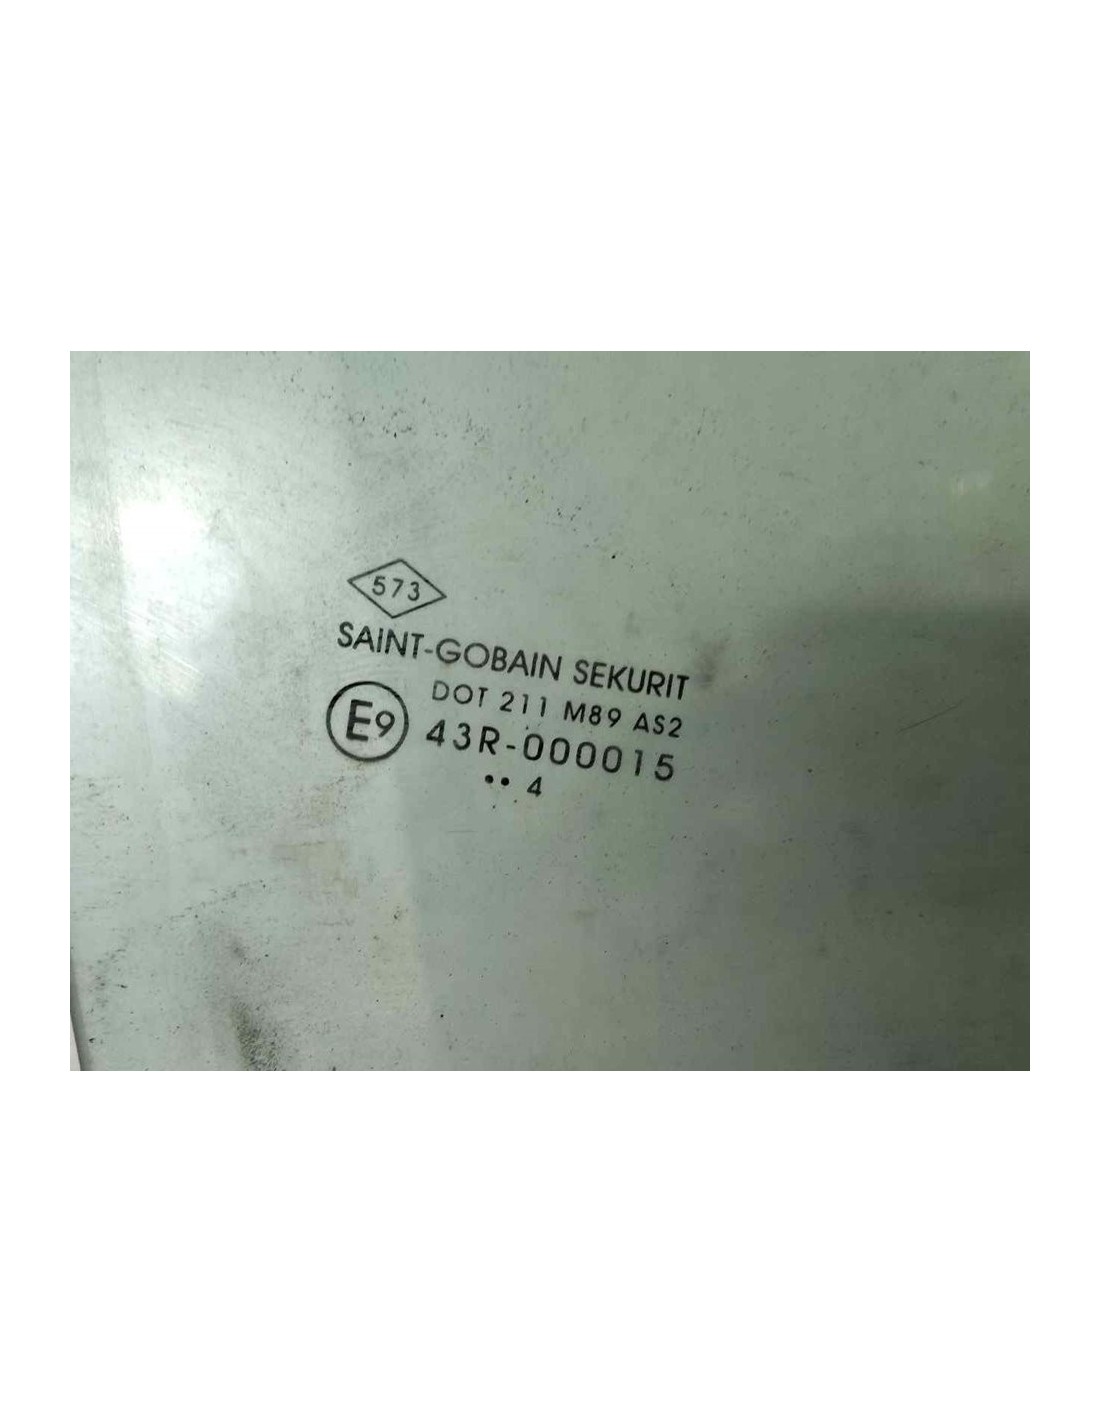 573
SAINT-GOBAIN SEKURIT
DOT 211 M89 AS2
E9 43R-000015
•• 4